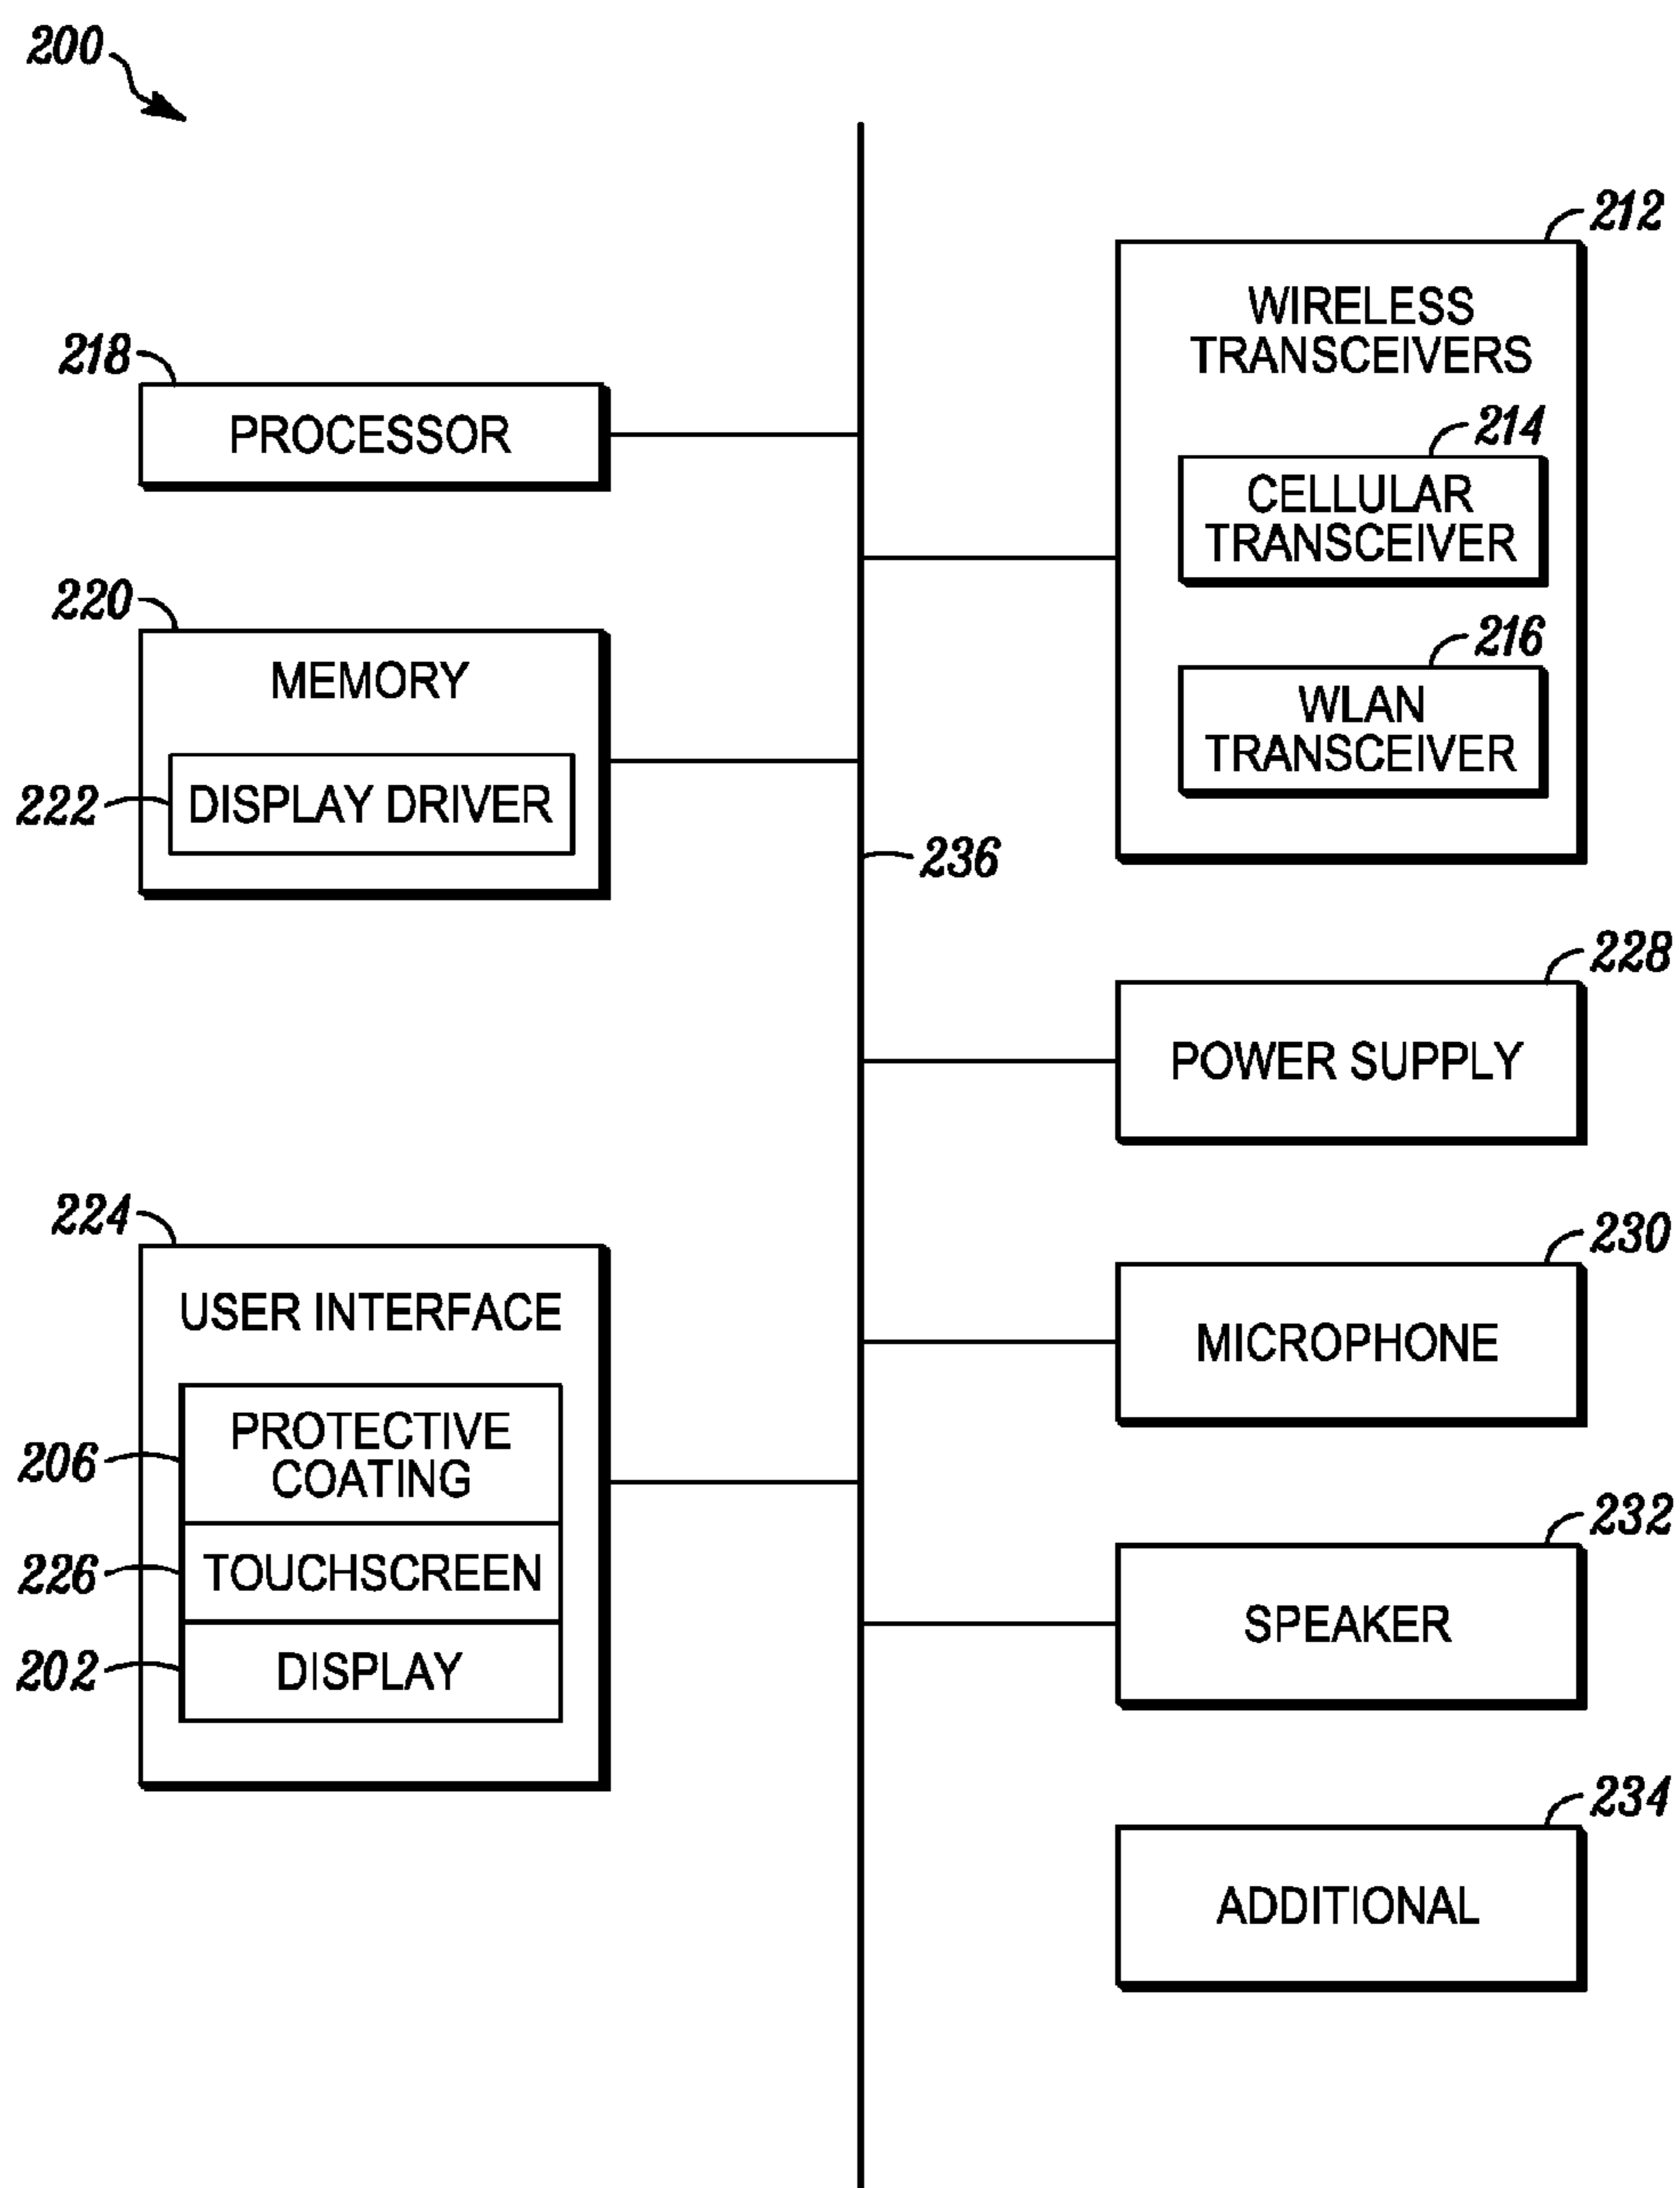 200
218
PROCESSOR
220
MEMORY
222
DISPLAY DRIVER
224
USER INTERFACE
206
PROTECTIVE
COATING
226
TOUCHSCREEN
202
DISPLAY
236
212
WIRELESS
TRANSCEIVERS
214
CELLULAR
TRANSCEIVER
216
WLAN
TRANSCEIVER
228
POWER SUPPLY
230
MICROPHONE
232
SPEAKER
234
ADDITIONAL